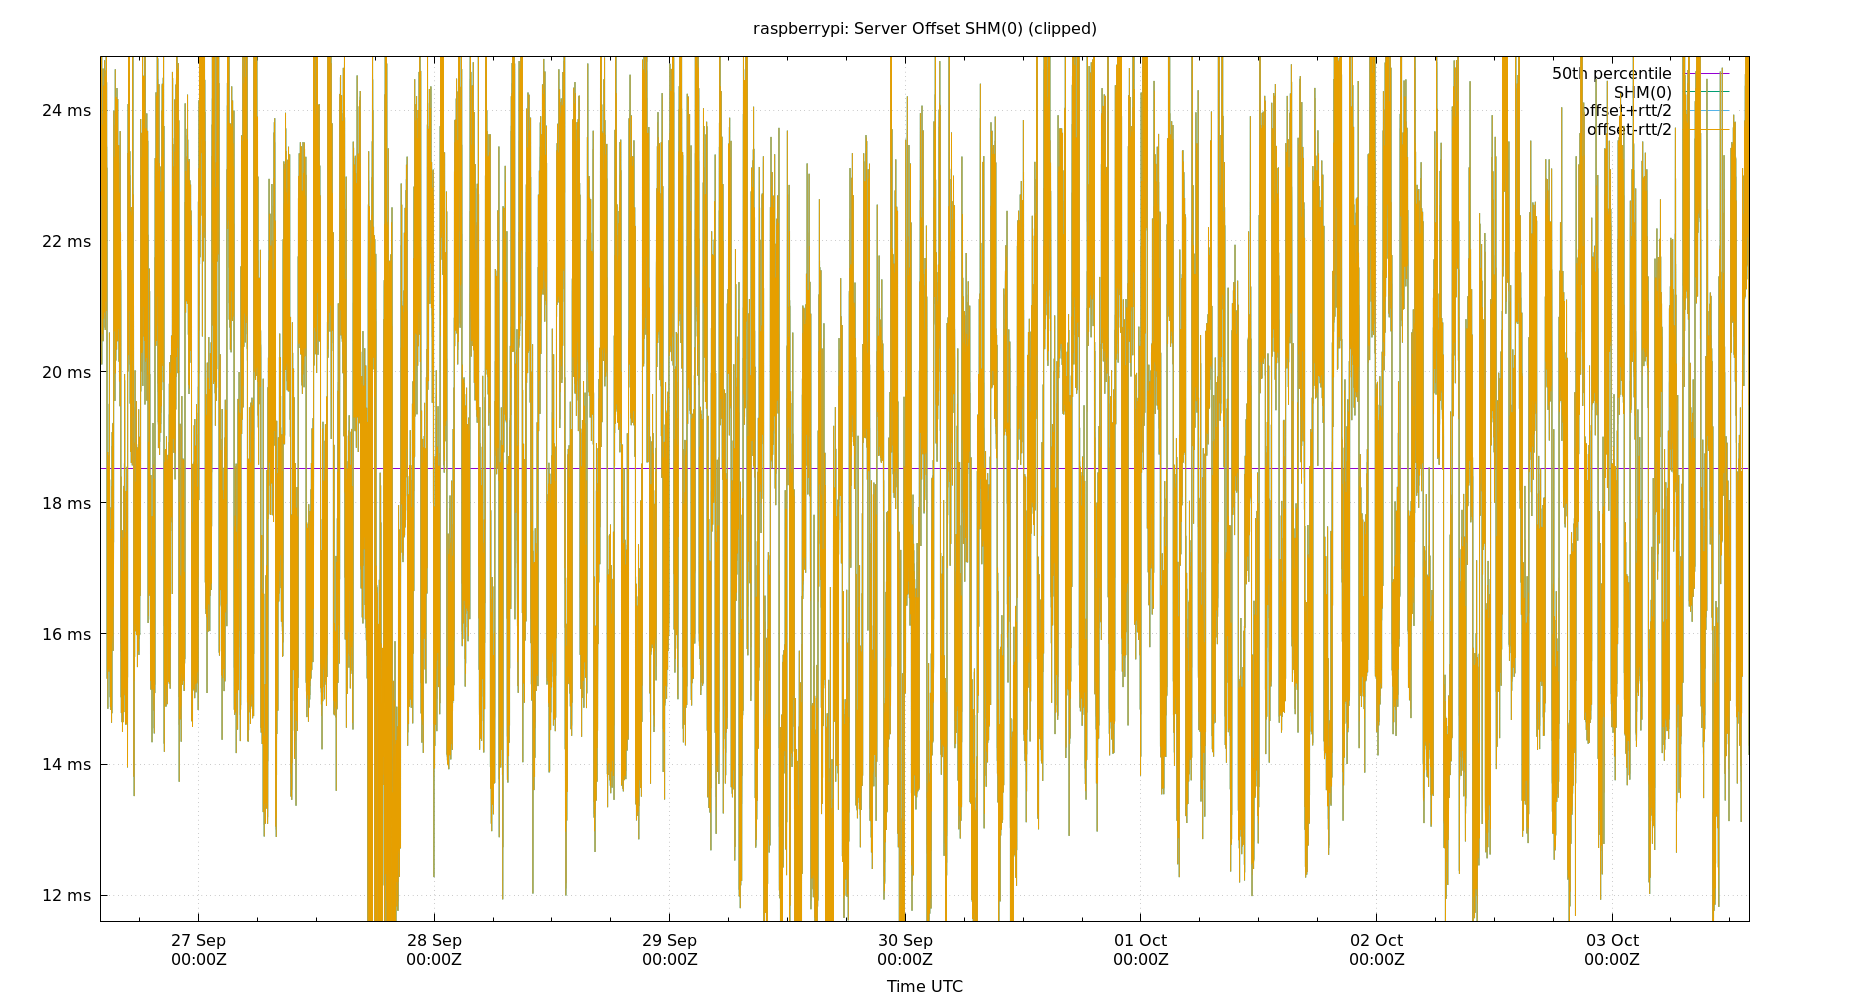 raspberrypi: Server Offset SHM(0) (clipped)
50th percentile
SHM(0)
offset+rtt/2
offset-rtt/2
24 ms
22 ms
20 ms
18 ms
16 ms
14 ms
12 ms
27 Sep 28 Sep 29 Sep 30 Sep 01 Oct 02 Oct 03 Oct
00:00Z 00:00Z 00:00Z 00:00Z 00:00Z 00:00Z 00:00Z
Time UTC